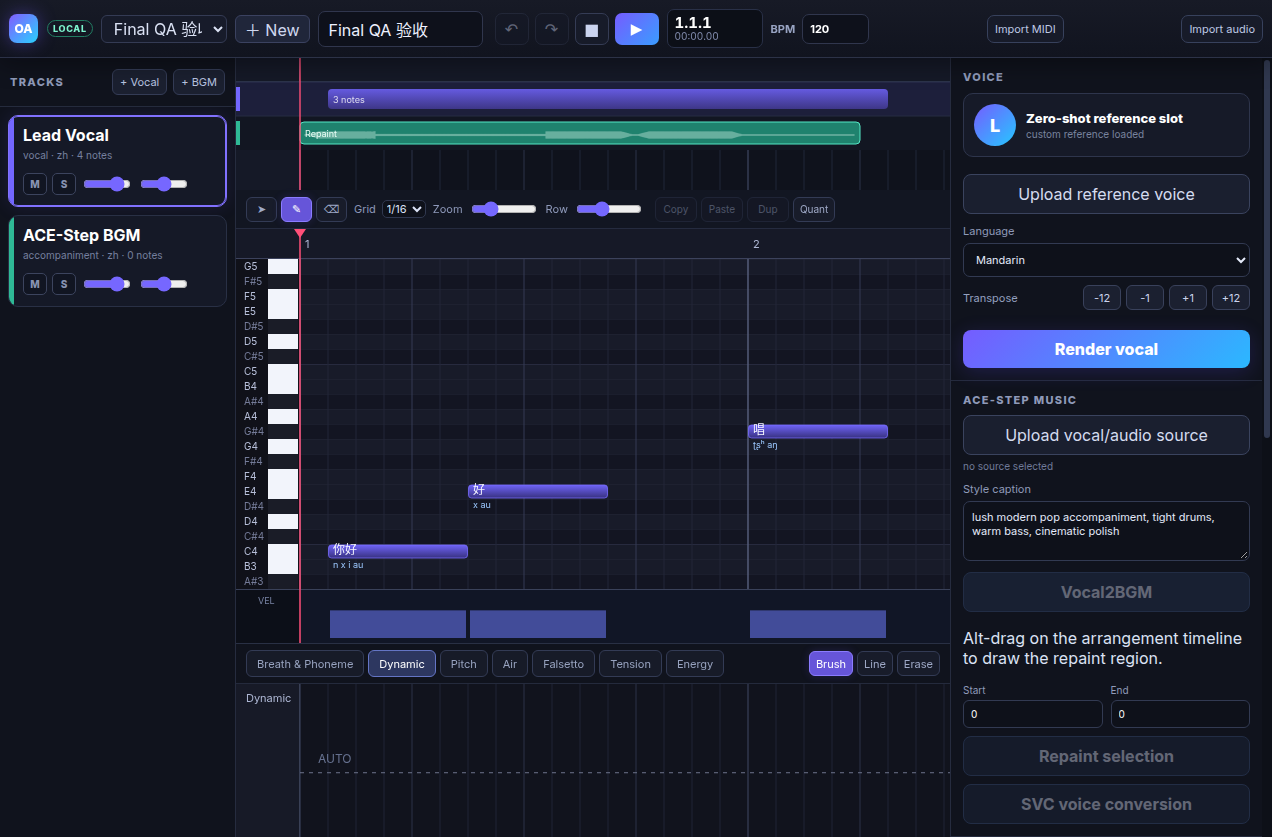 OA LOCAL Final QA 验收 + New Final QA 验收 1.1.1 BPM 120 Import MIDI Import audio
00:00.00
TRACKS + Vocal + BGM
Lead Vocal
vocal · zh · 4 notes
M S
ACE-Step BGM
accompaniment · zh · 0 notes
M S
3 notes
Repaint
Grid 1/16 Zoom Row Copy Paste Dup Quant
1 2
G5
F#5
F5
E5
D#5
D5
C#5
C5
B4
A#4
A4
G#4 唱
G4 tʂʰ aŋ
F#4
F4
E4 好
D#4 x au
D4
C#4
C4 你好
B3 n x i au
A#3
VEL
Breath & Phoneme Dynamic Pitch Air Falsetto Tension Energy Brush Line Erase
Dynamic
AUTO
VOICE
L Zero-shot reference slot
custom reference loaded
Upload reference voice
Language
Mandarin
Transpose -12 -1 +1 +12
Render vocal
ACE-STEP MUSIC
Upload vocal/audio source
no source selected
Style caption
lush modern pop accompaniment, tight drums,
warm bass, cinematic polish
Vocal2BGM
Alt-drag on the arrangement timeline
to draw the repaint region.
Start End
0 0
Repaint selection
SVC voice conversion